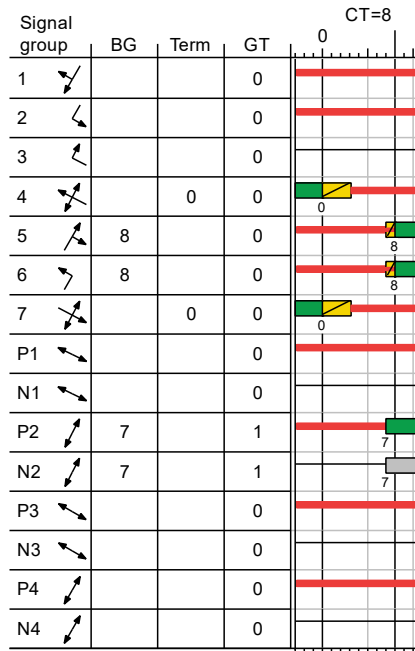 CT=8
Signal group BG Term GT 0
1 0
2 0
3 0
4 0 0
0
5 8 0
8
6 8 0
8
7 0 0
0
P1 0
N1 0
P2 7 1
7
N2 7 1
7
P3 0
N3 0
P4 0
N4 0